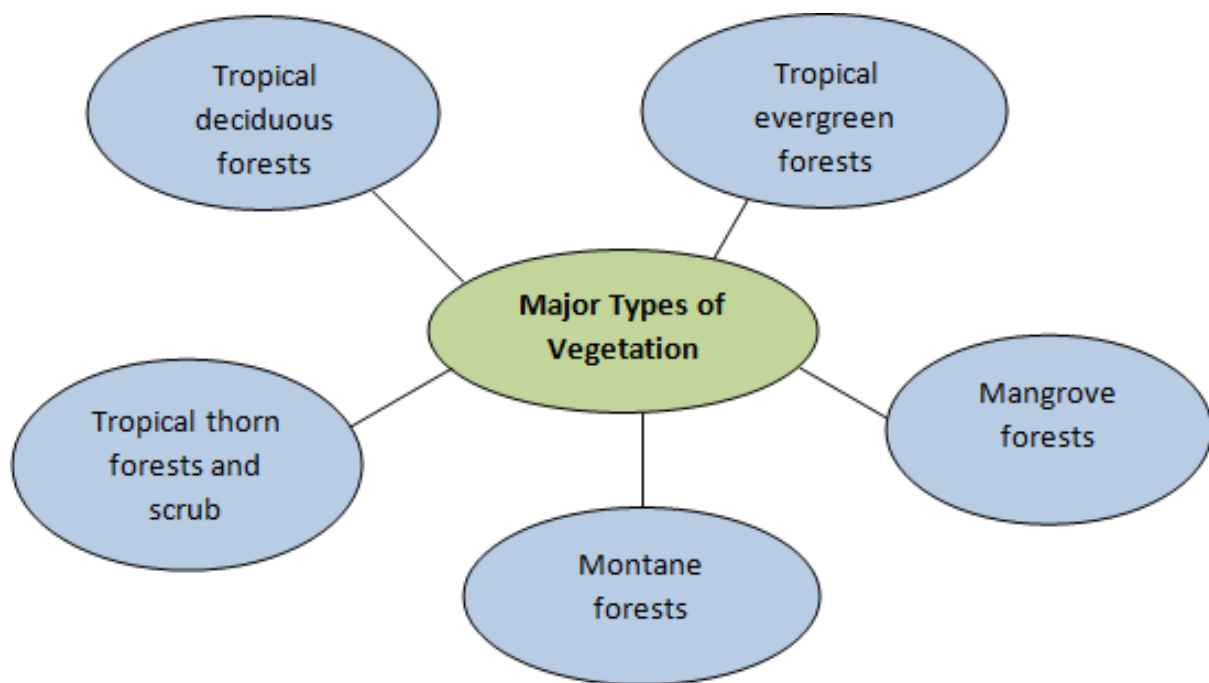 Tropical
deciduous
forests
Tropical
evergreen
forests
Major Types of
Vegetation
Mangrove
forests
Tropical thorn
forests and
scrub
Montane
forests